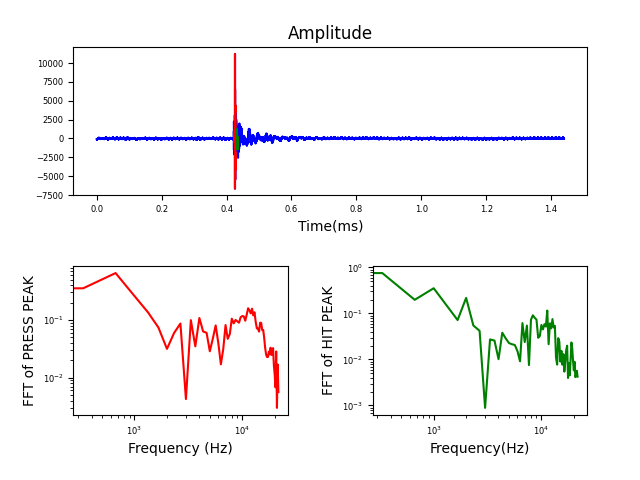 Amplitude
10000
7500
5000
2500
0
−2500
−5000
−7500
0.0 0.2 0.4 0.6 0.8 1.0 1.2 1.4
Time(ms)
FFT of PRESS PEAK
10⁻¹
10⁻²
10³ 10⁴
Frequency (Hz)
FFT of HIT PEAK
10⁰
10⁻¹
10⁻²
10⁻³
10³ 10⁴
Frequency(Hz)